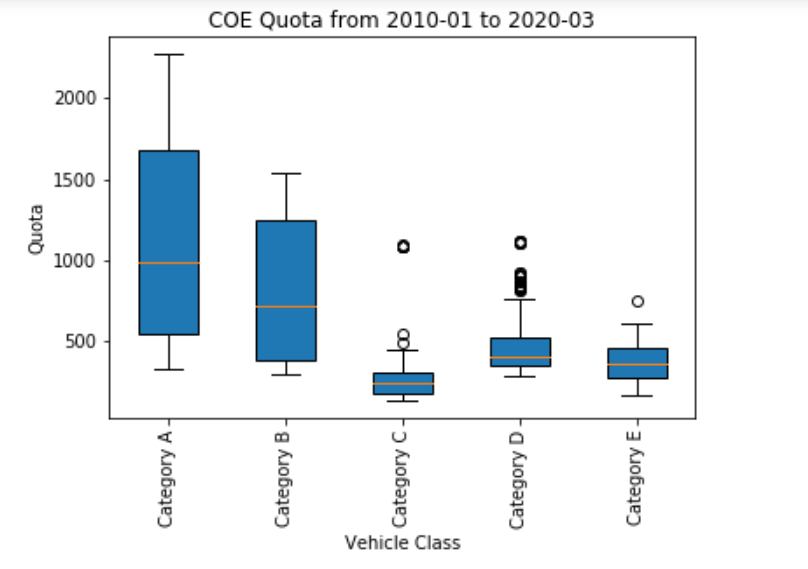 COE Quota from 2010-01 to 2020-03
2000
1500
1000
500
Quota
Category A
Category B
Category C
Category D
Category E
Vehicle Class